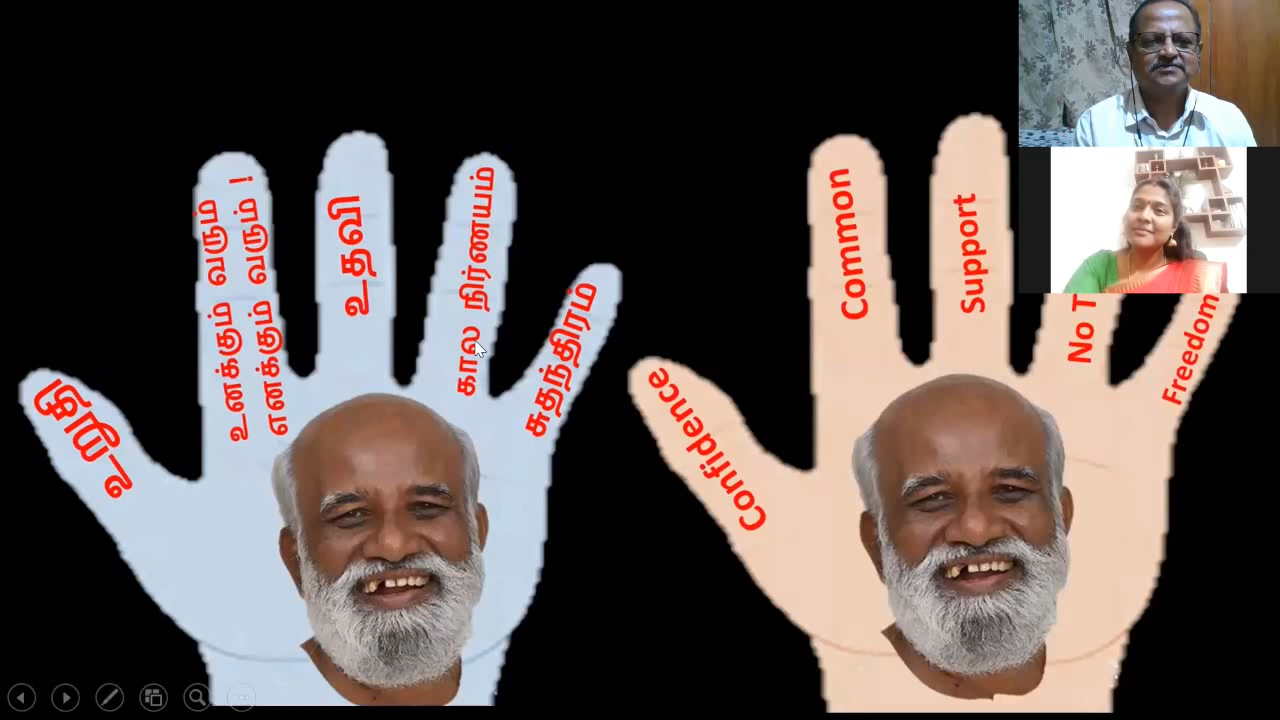 உறுதி
உனக்கும் வரும்
எனக்கும் வரும் !
உதவி
கால நிர்ணயம்
சுதந்திரம்
Confidence
Common
Support
No T
Freedom